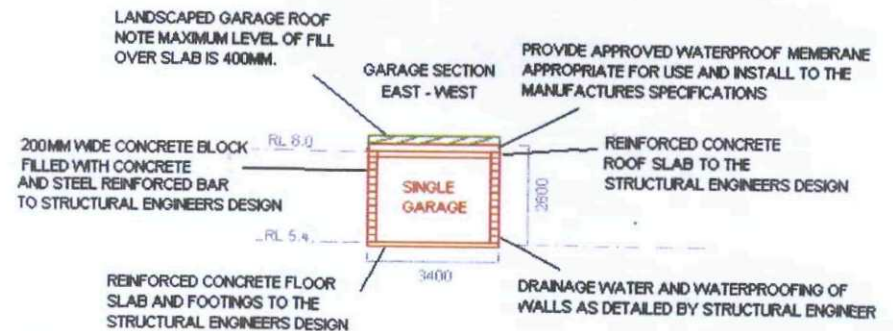 LANDSCAPED GARAGE ROOF
NOTE MAXIMUM LEVEL OF FILL
OVER SLAB IS 400MM.
GARAGE SECTION
EAST - WEST
PROVIDE APPROVED WATERPROOF MEMBRANE
APPROPRIATE FOR USE AND INSTALL TO THE
MANUFACTURES SPECIFICATIONS
200MM WIDE CONCRETE BLOCK
FILLED WITH CONCRETE
AND STEEL REINFORCED BAR
TO STRUCTURAL ENGINEERS DESIGN
RL 8.0
REINFORCED CONCRETE
ROOF SLAB TO THE
STRUCTURAL ENGINEERS DESIGN
SINGLE
GARAGE
2600
RL 5.4
3400
REINFORCED CONCRETE FLOOR
SLAB AND FOOTINGS TO THE
STRUCTURAL ENGINEERS DESIGN
DRAINAGE WATER AND WATERPROOFING OF
WALLS AS DETAILED BY STRUCTURAL ENGINEER